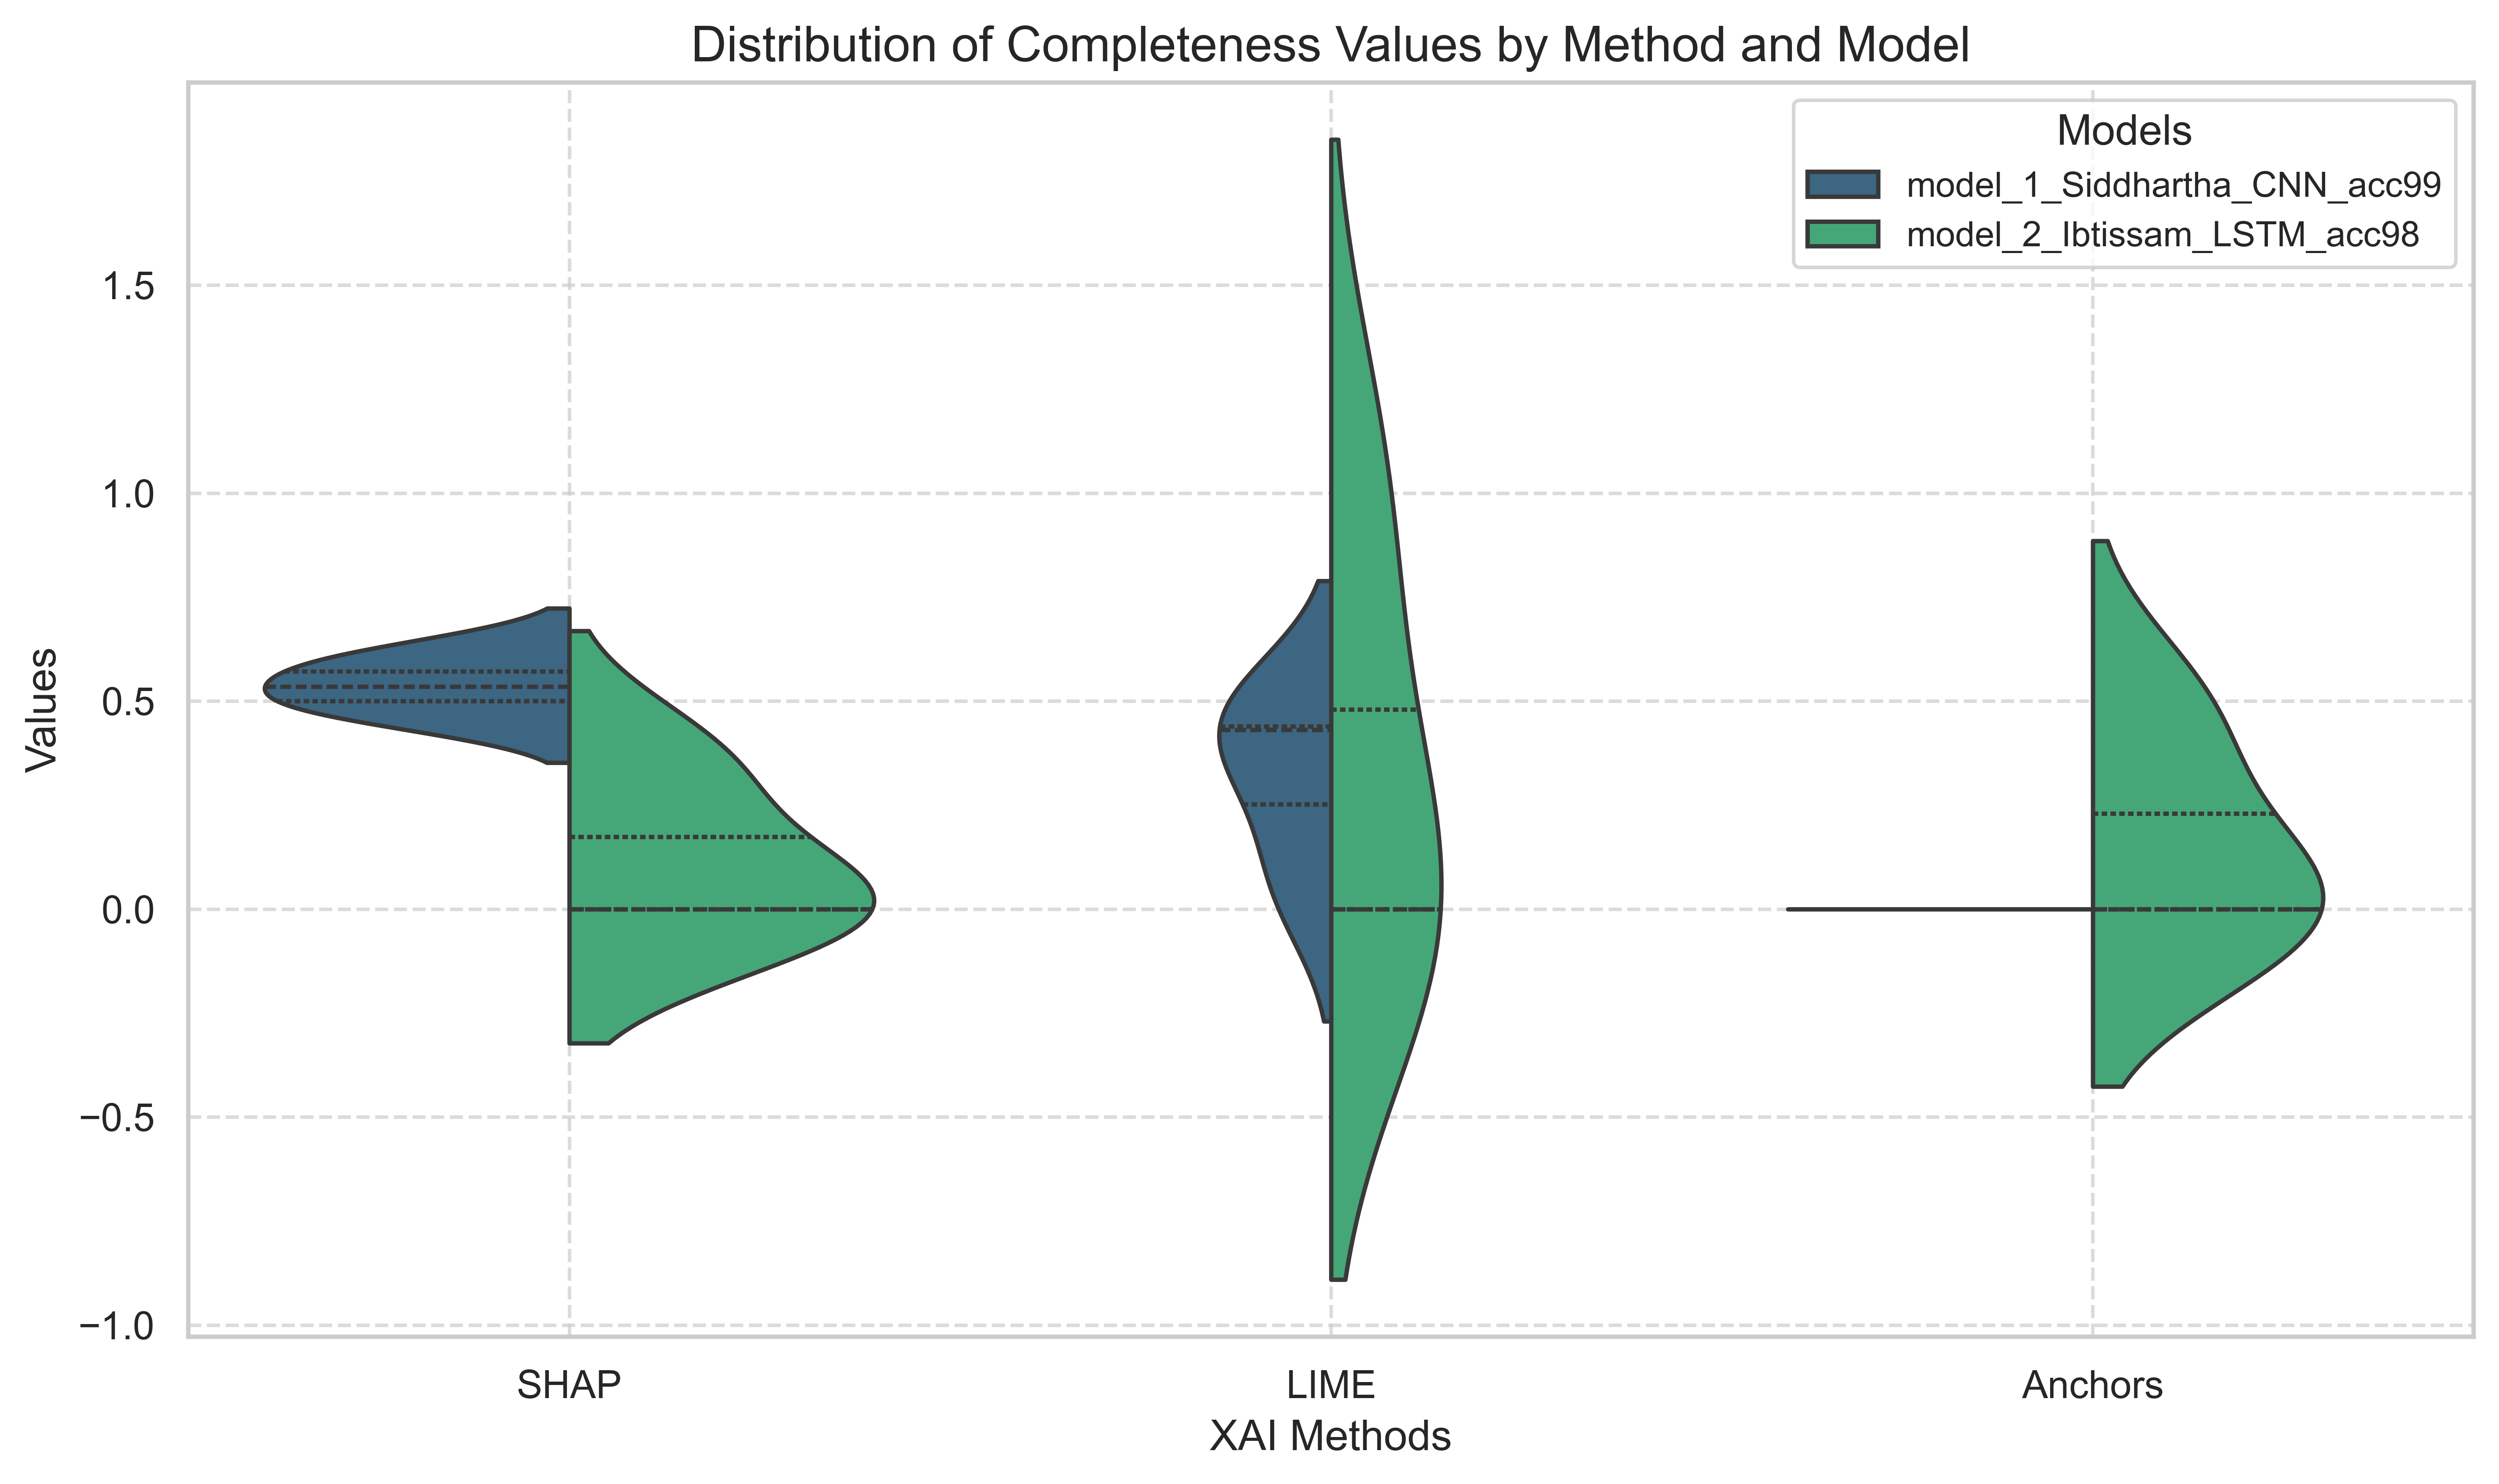 Distribution of Completeness Values by Method and Model
Models
model_1_Siddhartha_CNN_acc99
model_2_Ibtissam_LSTM_acc98
Values
1.5
1.0
0.5
0.0
−0.5
−1.0
SHAP
LIME
Anchors
XAI Methods